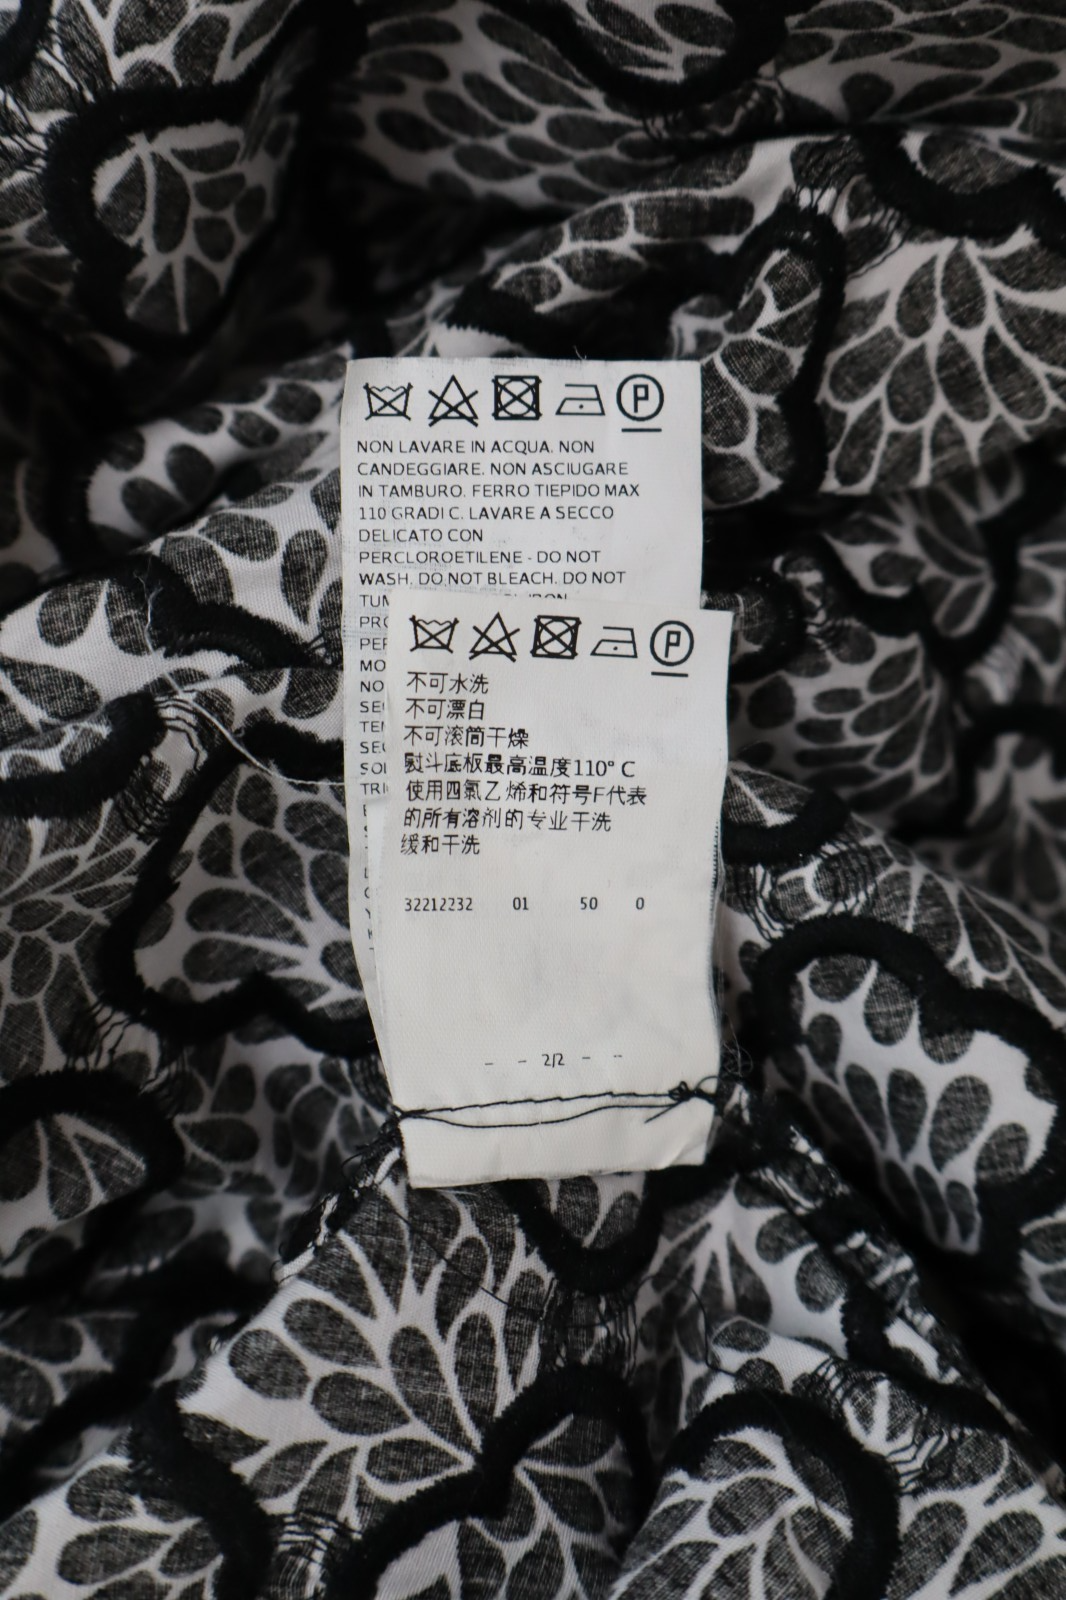 P
NON LAVARE IN ACQUA. NON
CANDEGGIARE. NON ASCIUGARE
IN TAMBURO. FERRO TIEPIDO MAX
110 GRADI C. LAVARE A SECCO
DELICATO CON
PERCLOROETILENE - DO NOT
WASH. DO NOT BLEACH. DO NOT
P
不可水洗
不可漂白
不可滚筒干燥
熨斗底板最高温度110° C
使用四氯乙烯和符号F代表
的所有溶剂的专业干洗
缓和干洗
32212232 01 50 0
- - 2/2 - --